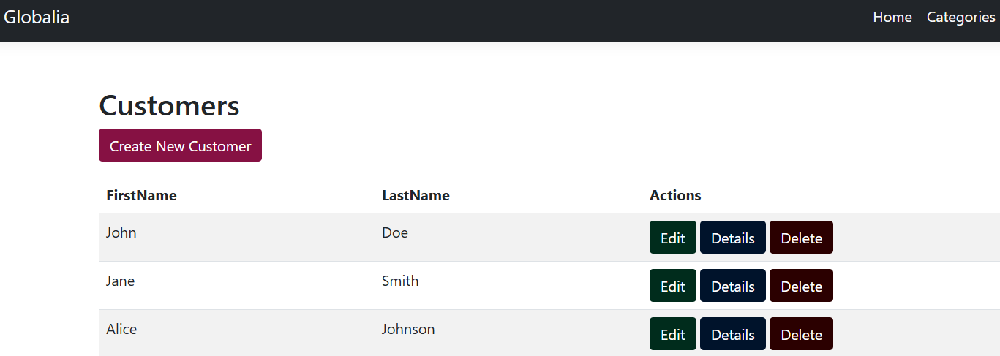 Globalia Home Categories
Customers
Create New Customer
FirstName LastName Actions
John Doe Edit Details Delete
Jane Smith Edit Details Delete
Alice Johnson Edit Details Delete